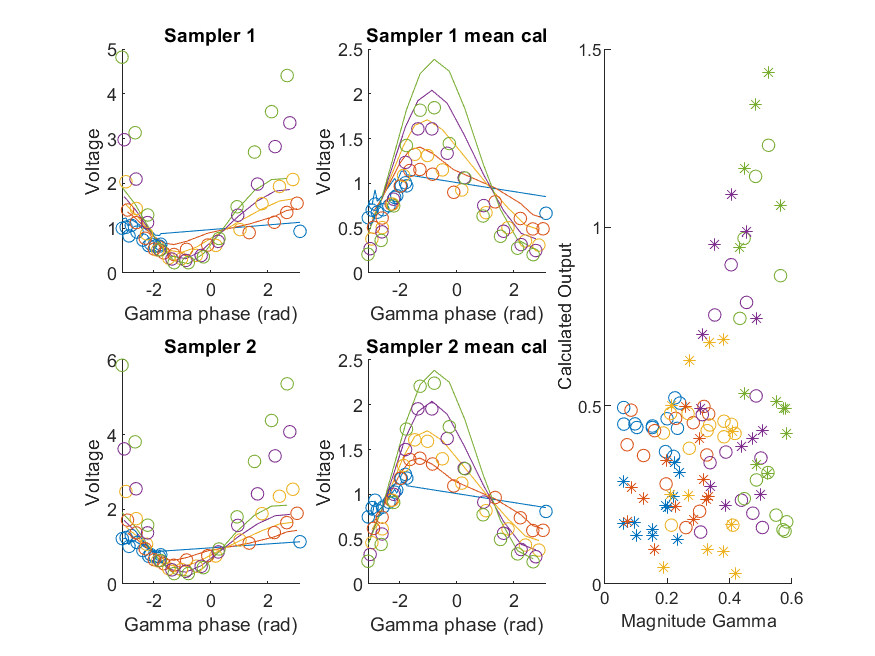 Sampler 1
5
4
3
2
1
0
Voltage
-2 0 2
Gamma phase (rad)
Sampler 1 mean cal
2.5
2
1.5
1
0.5
0
Voltage
-2 0 2
Gamma phase (rad)
Sampler 2
6
4
2
0
Voltage
-2 0 2
Gamma phase (rad)
Sampler 2 mean cal
2.5
2
1.5
1
0.5
0
Voltage
-2 0 2
Gamma phase (rad)
1.5
1
0.5
0
Calculated Output
0 0.2 0.4 0.6
Magnitude Gamma